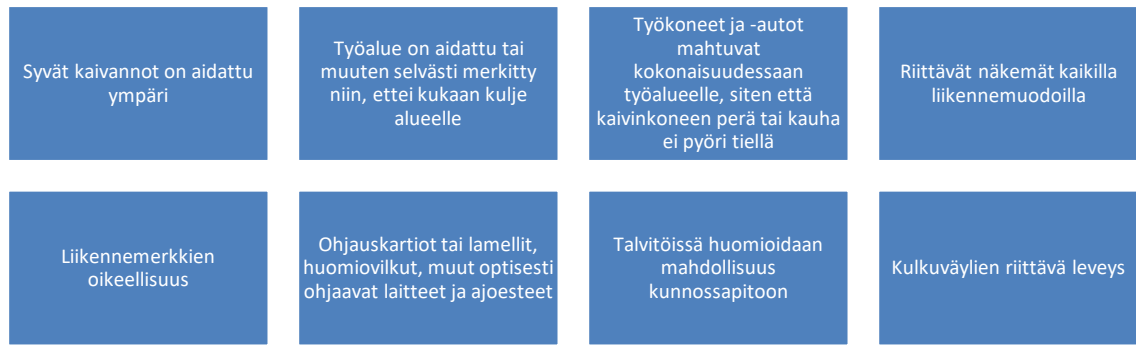 Syvät kaivannot on aidattu
ympäri
Työalue on aidattu tai
muuten selvästi merkitty
niin, ettei kukaan kulje
alueelle
Työkoneet ja -autot
mahtuvat
kokonaisuudessaan
työalueelle, siten että
kaivinkoneen perä tai kauha
ei pyöri tiellä
Riittävät näkemät kaikilla
liikennemuodoilla
Liikennemerkkien
oikeellisuus
Ohjauskartiot tai lamellit,
huomiovilkut, muut optisesti
ohjaavat laitteet ja ajoesteet
Talvitöissä huomioidaan
mahdollisuus
kunnossapitoon
Kulkuväylien riittävä leveys